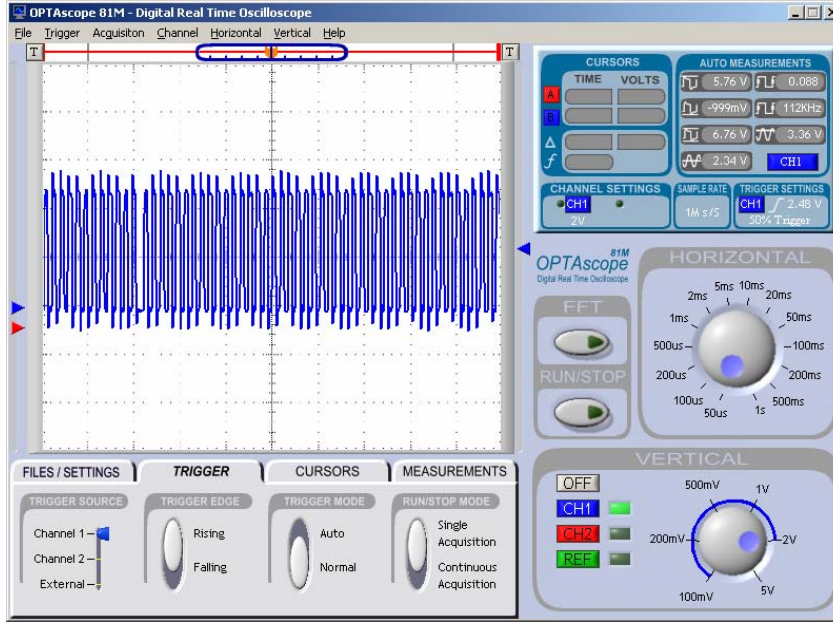 OPTAscope 81M - Digital Real Time Oscilloscope
File Trigger Acquisiton Channel Horizontal Vertical Help
T T
CURSORS
TIME VOLTS
A
B
Δ
f
AUTO MEASUREMENTS
5.76 V 0.088
-999mV 112KHz
6.76 V 3.36 V
2.34 V CH1
CHANNEL SETTINGS
CH1
2V
SAMPLE RATE
1M s/S
TRIGGER SETTINGS
CH1 2.48 V
50% Trigger
81M
OPTAscope
Digital Real Time Oscilloscope
FFT
RUN/STOP
HORIZONTAL
5ms 10ms
2ms 20ms
1ms 50ms
500us 100ms
200us 200ms
100us 500ms
50us 1s
FILES / SETTINGS TRIGGER CURSORS MEASUREMENTS
TRIGGER SOURCE TRIGGER EDGE TRIGGER MODE RUN/STOP MODE
Channel 1
Channel 2
External
Rising
Falling
Auto
Normal
Single
Acquisition
Continuous
Acquisition
VERTICAL
OFF
CH1
CH2
REF
500mV 1V
200mV 2V
100mV 5V